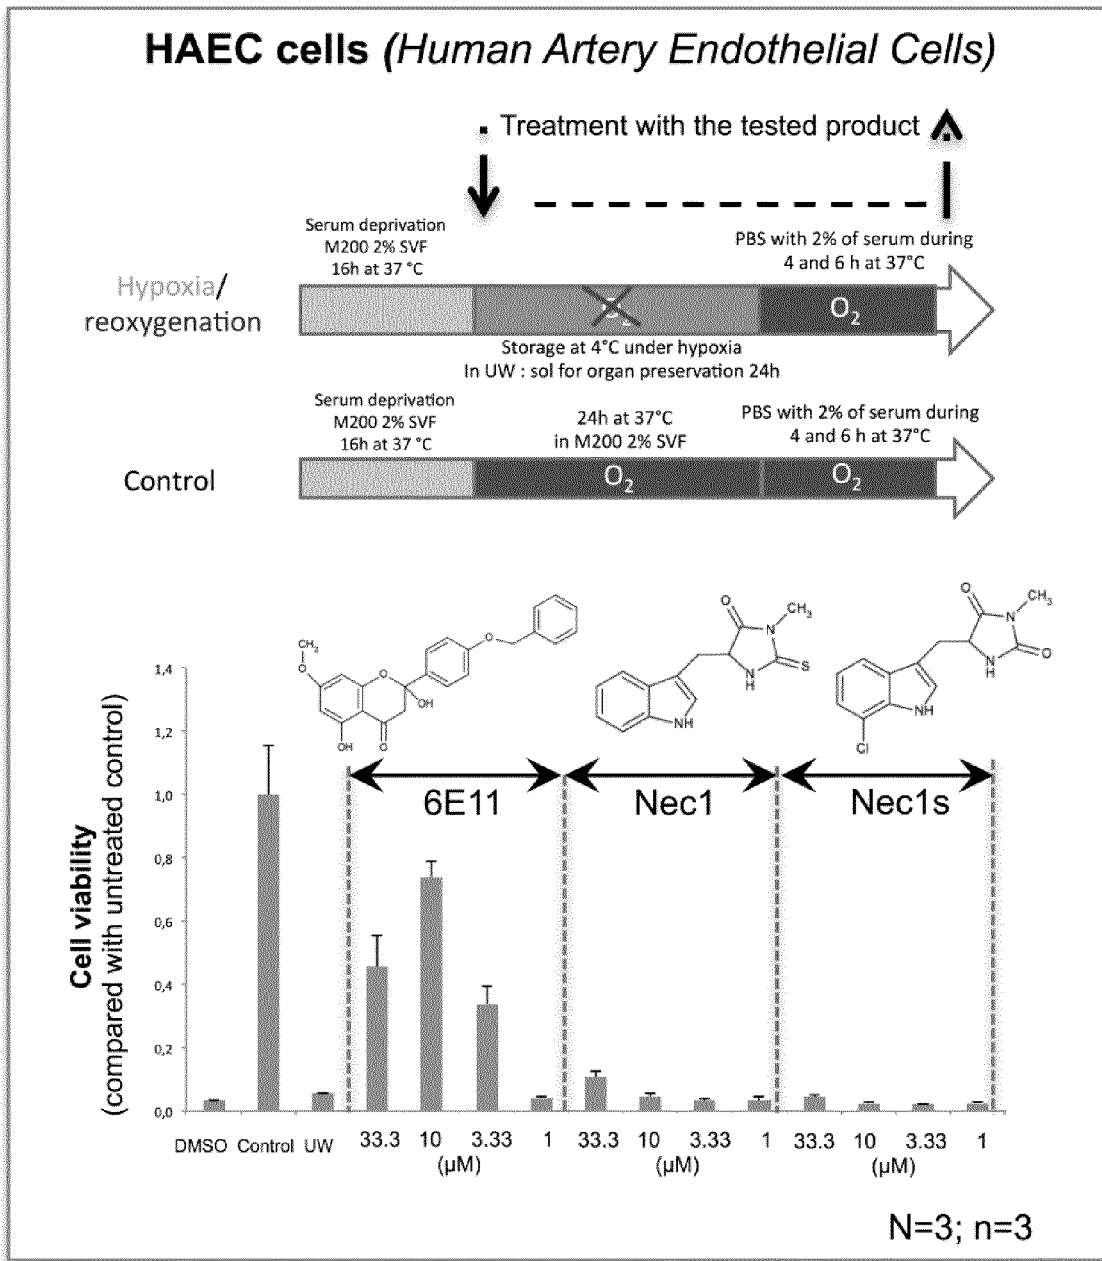 HAEC cells (Human Artery Endothelial Cells)
Treatment with the tested product
Serum deprivation
M200 2% SVF
16h at 37 °C
PBS with 2% of serum during
4 and 6 h at 37°C
Hypoxia/
reoxygenation
O2
O2
Storage at 4°C under hypoxia
In UW : sol for organ preservation 24h
Serum deprivation
M200 2% SVF
16h at 37 °C
24h at 37°C
in M200 2% SVF
PBS with 2% of serum during
4 and 6 h at 37°C
Control
O2
O2
CH3
O
O
O
OH
OH
O
O
N
CH3
N
H
S
NH
O
N
CH3
NH
O
NH
Cl
6E11
Nec1
Nec1s
Cell viability
(compared with untreated control)
1,4
1,2
1,0
0,8
0,6
0,4
0,2
0,0
DMSO Control UW 33.3 10 3.33 1 33.3 10 3.33 1 33.3 10 3.33 1
(µM) (µM) (µM)
N=3; n=3